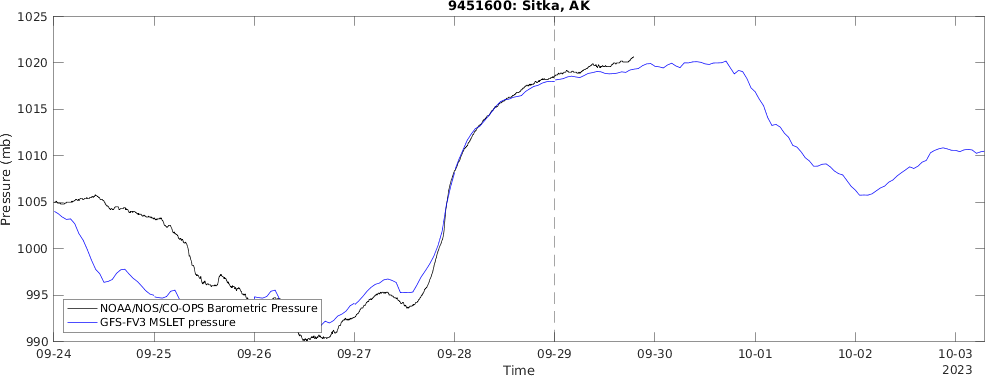 9451600: Sitka, AK
1025
1020
1015
1010
1005
1000
995
990
Pressure (mb)
NOAA/NOS/CO-OPS Barometric Pressure
GFS-FV3 MSLET pressure
09-24 09-25 09-26 09-27 09-28 09-29 09-30 10-01 10-02 10-03
Time
2023